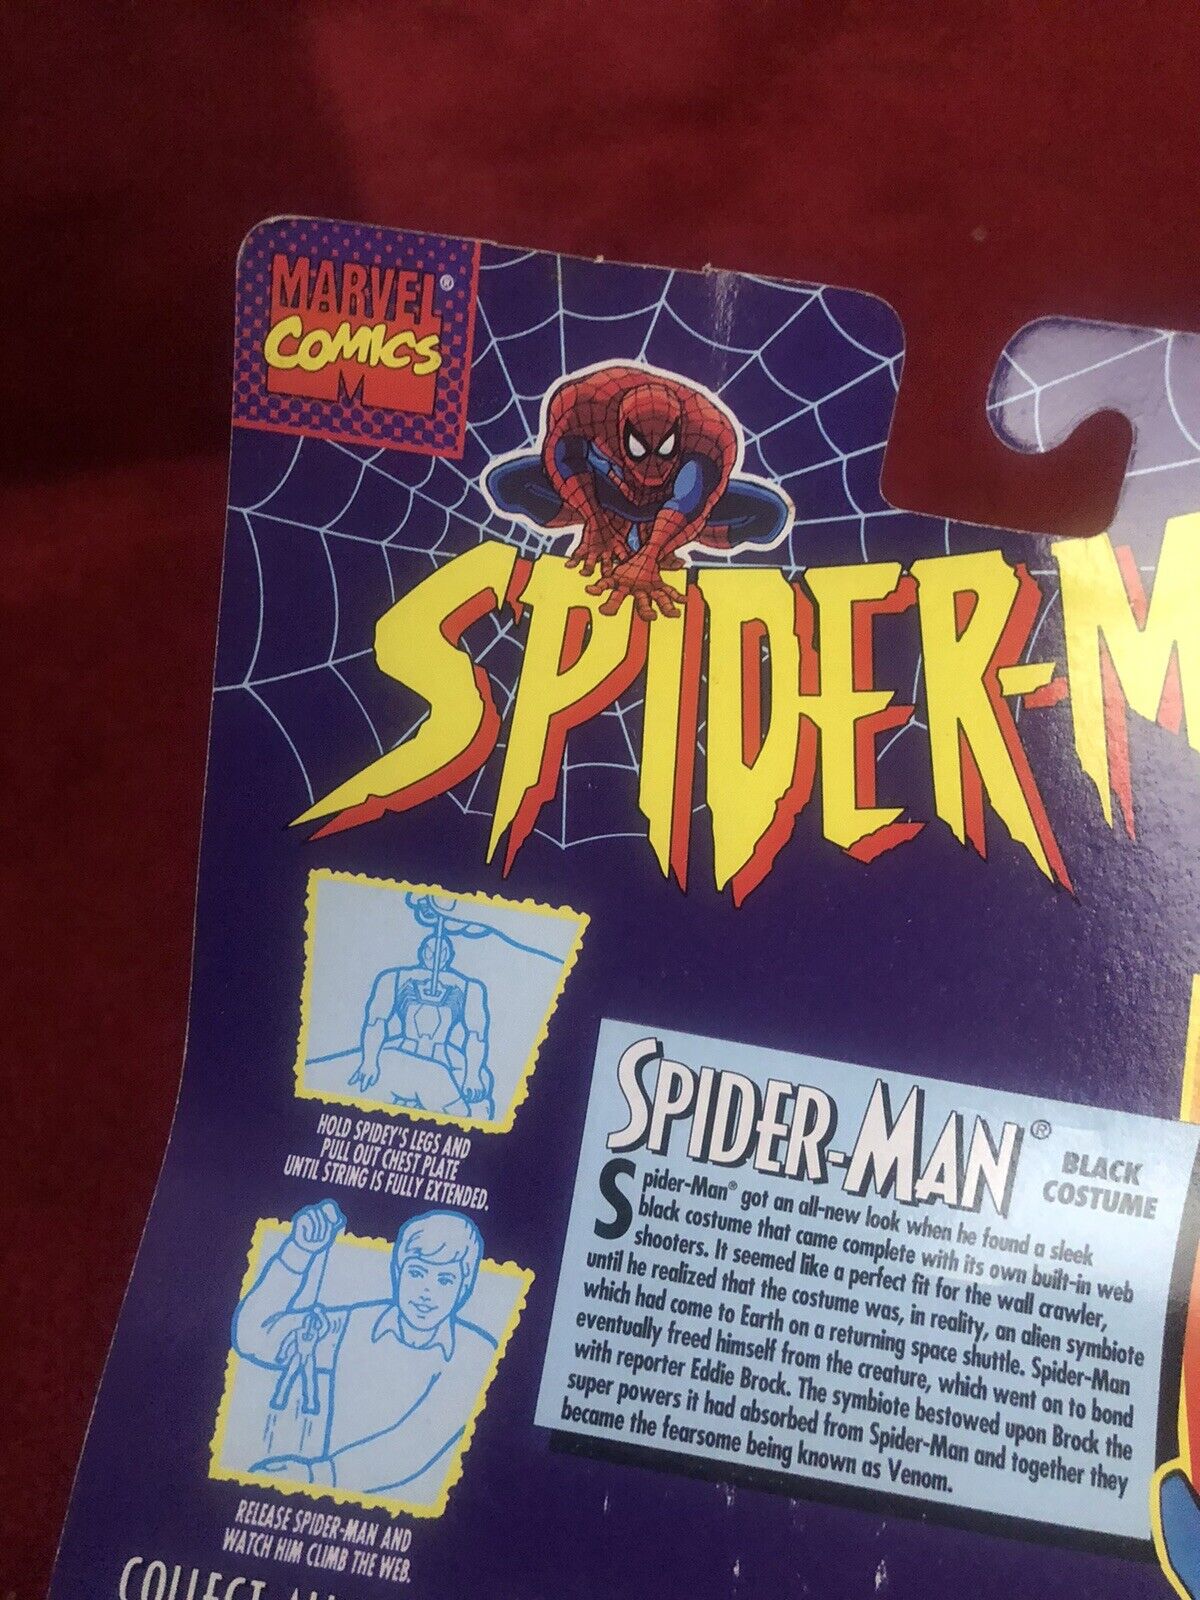 MARVEL®
COMICS
M
SPIDER-M
HOLD SPIDEY'S LEGS AND
PULL OUT CHEST PLATE
UNTIL STRING IS FULLY EXTENDED.
RELEASE SPIDER-MAN AND
WATCH HIM CLIMB THE WEB.
SPIDER-MAN®
BLACK
COSTUME
Spider-Man® got an all-new look when he found a sleek
black costume that came complete with its own built-in web
shooters. It seemed like a perfect fit for the wall crawler,
until he realized that the costume was, in reality, an alien symbiote
which had come to Earth on a returning space shuttle. Spider-Man
eventually freed himself from the creature, which went on to bond
with reporter Eddie Brock. The symbiote bestowed upon Brock the
super powers it had absorbed from Spider-Man and together they
became the fearsome being known as Venom.
COLLECT